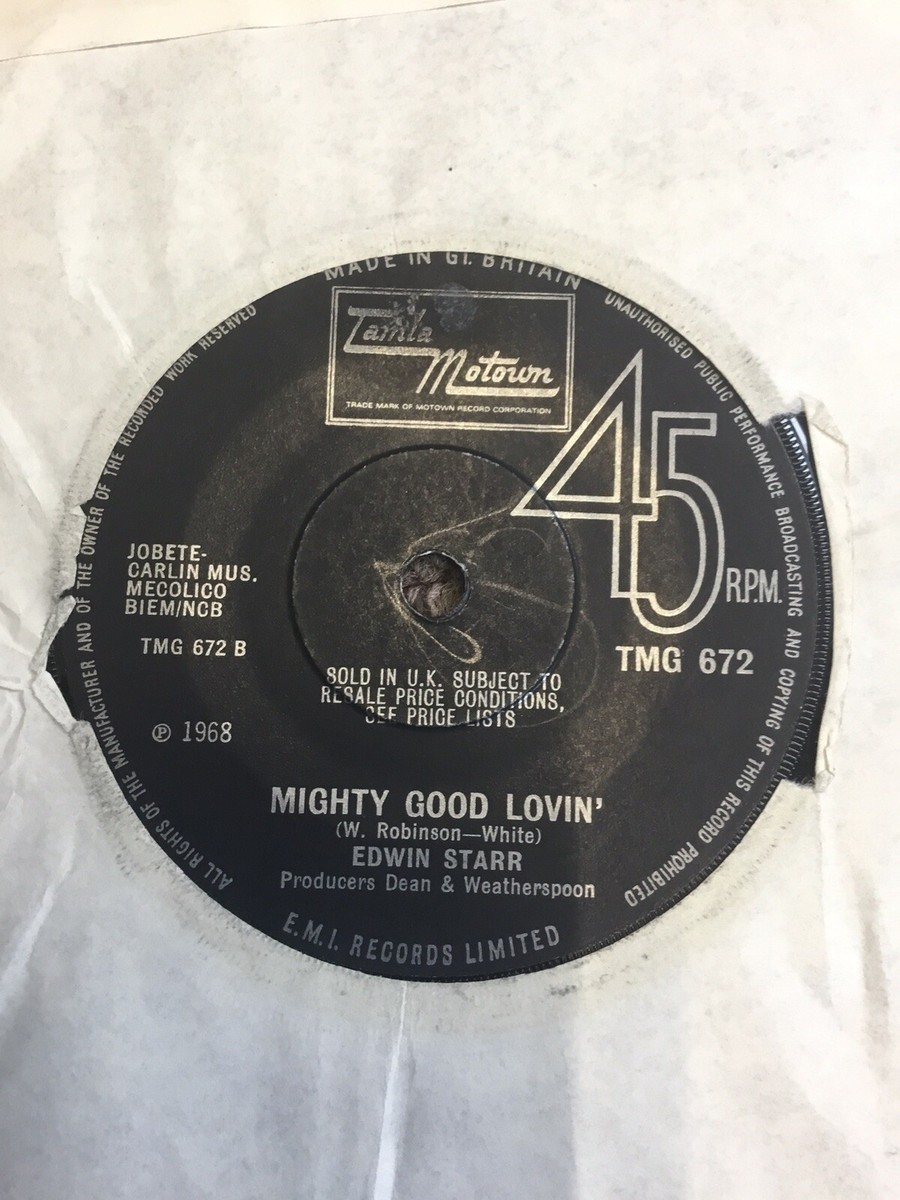 MADE IN GT. BRITAIN
Tamla
Motown
TRADE MARK OF MOTOWN RECORD CORPORATION
45
R.P.M.
JOBETE-
CARLIN MUS.
MECOLICO
BIEM/NCB
TMG 672 B
TMG 672
SOLD IN U.K. SUBJECT TO
RESALE PRICE CONDITIONS,
SEE PRICE LISTS
℗ 1968
MIGHTY GOOD LOVIN'
(W. Robinson—White)
EDWIN STARR
Producers Dean & Weatherspoon
E.M.I. RECORDS LIMITED
ALL RIGHTS OF THE MANUFACTURER AND OF THE OWNER OF THE RECORDED WORK RESERVED
UNAUTHORISED PUBLIC PERFORMANCE BROADCASTING AND COPYING OF THIS RECORD PROHIBITED